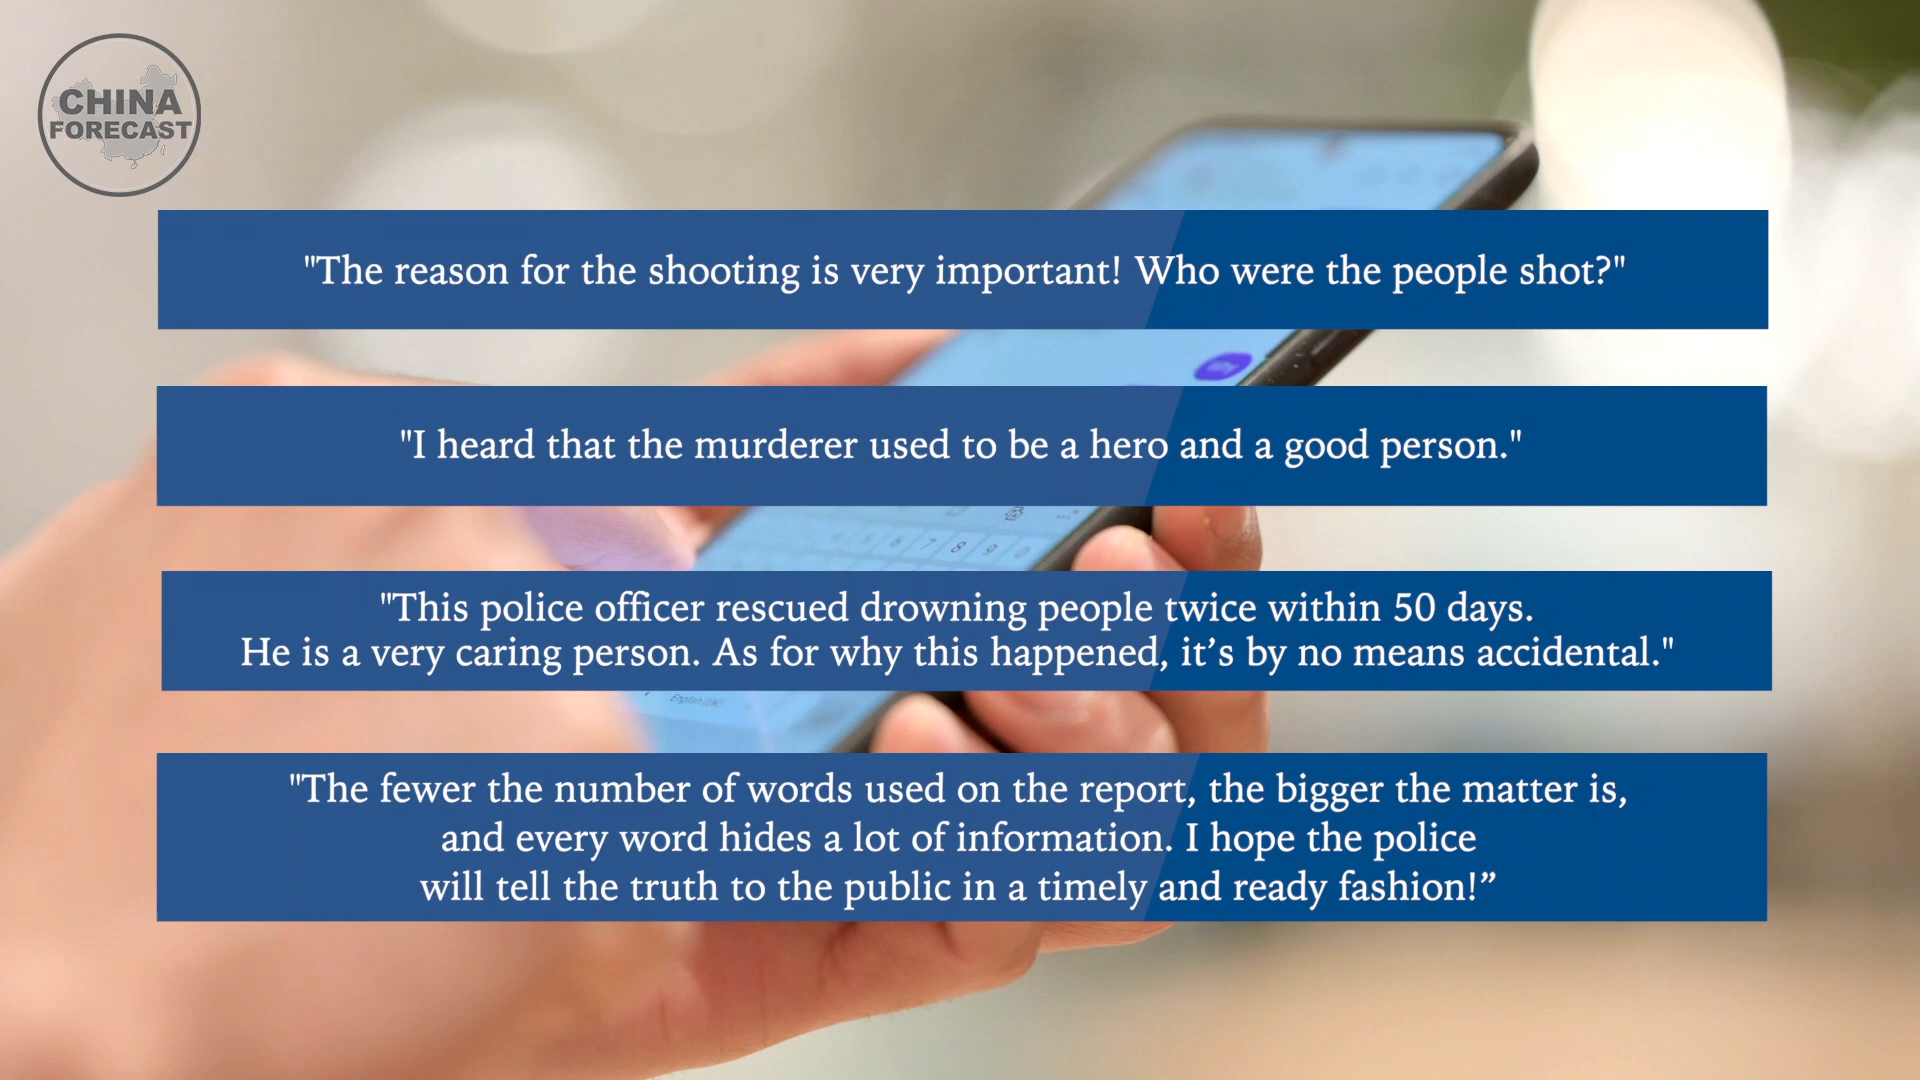 CHINA
FORECAST
"The reason for the shooting is very important! Who were the people shot?"
"I heard that the murderer used to be a hero and a good person."
6 7 8 9
"This police officer rescued drowning people twice within 50 days.
He is a very caring person. As for why this happened, it’s by no means accidental."
"The fewer the number of words used on the report, the bigger the matter is,
and every word hides a lot of information. I hope the police
will tell the truth to the public in a timely and ready fashion!”